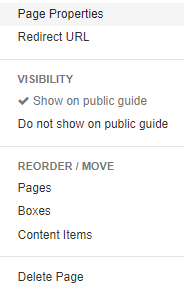 Page Properties
Redirect URL
VISIBILITY
Show on public guide
Do not show on public guide
REORDER / MOVE
Pages
Boxes
Content Items
Delete Page